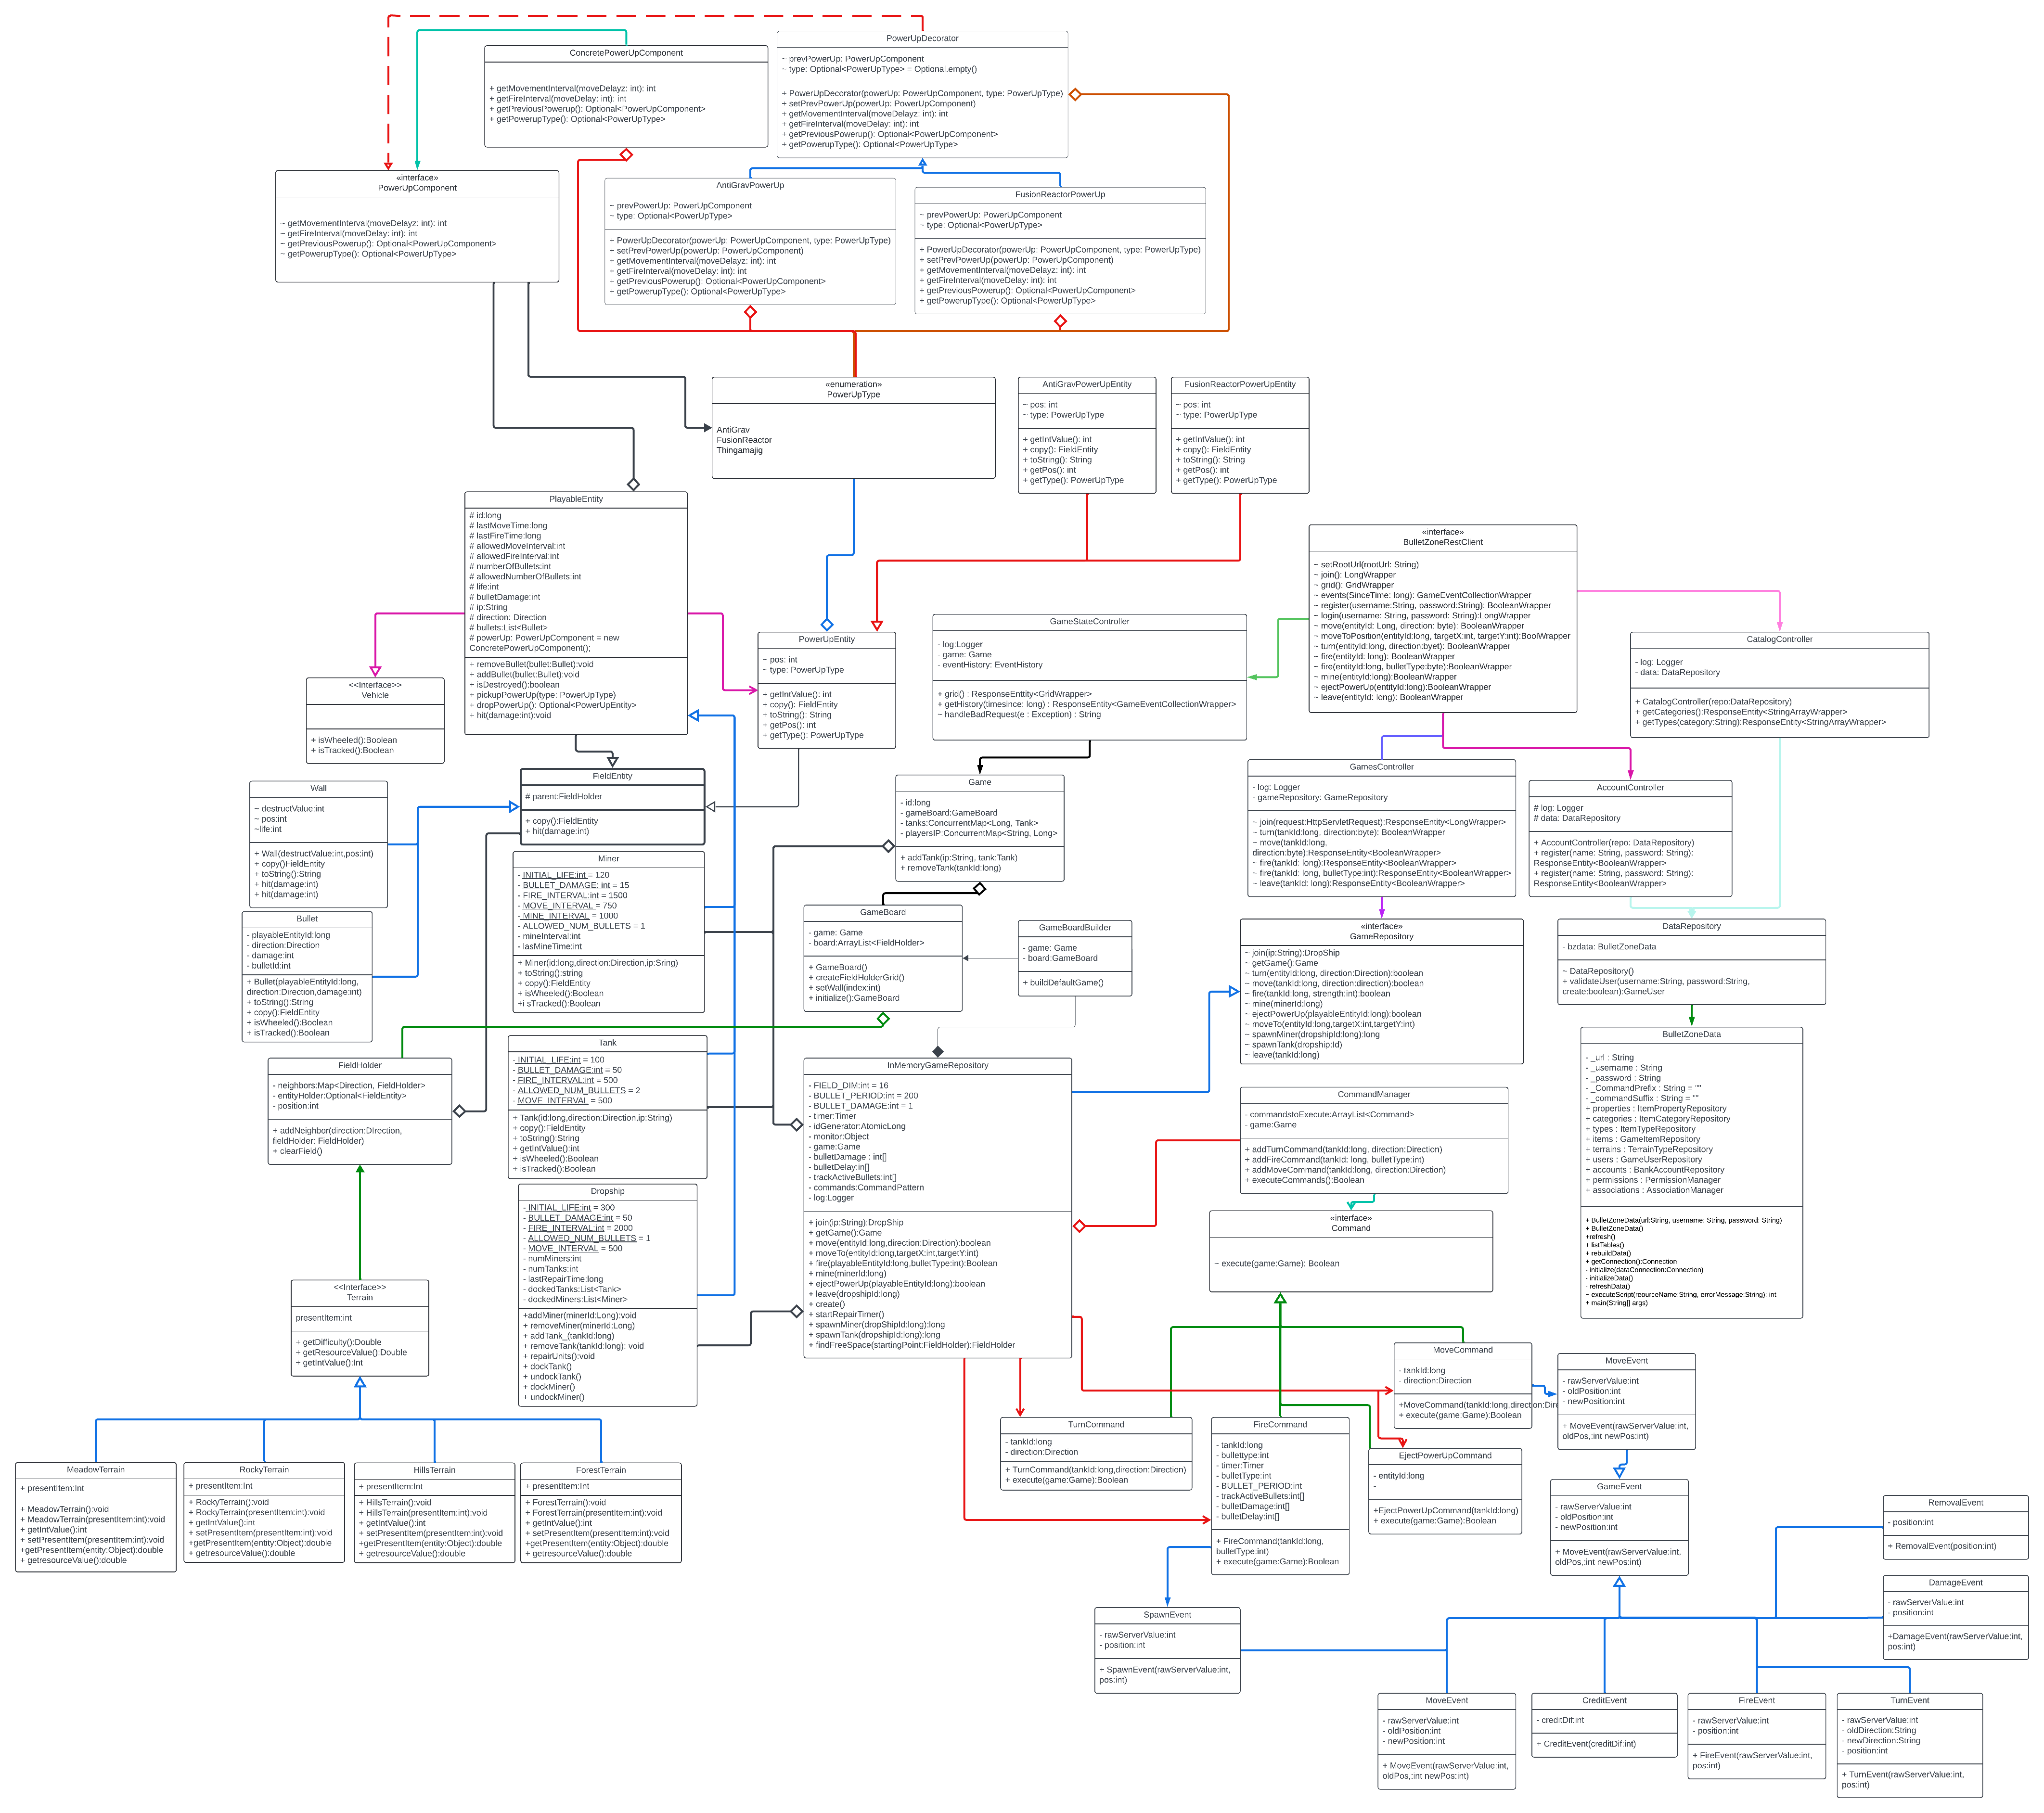 ConcretePowerUpComponent
+ getMovementInterval(moveDelayz: int): int
+ getFireInterval(moveDelay: int): int
+ getPreviousPowerup(): Optional<PowerUpComponent>
+ getPowerupType(): Optional<PowerUpType>
PowerUpDecorator
~ prevPowerUp: PowerUpComponent
~ type: Optional<PowerUpType> = Optional.empty()
+ PowerUpDecorator(powerUp: PowerUpComponent, type: PowerUpType)
+ setPrevPowerUp(powerUp: PowerUpComponent)
+ getMovementInterval(moveDelayz: int): int
+ getFireInterval(moveDelay: int): int
+ getPreviousPowerup(): Optional<PowerUpComponent>
+ getPowerupType(): Optional<PowerUpType>
«interface»
PowerUpComponent
~ getMovementInterval(moveDelayz: int): int
~ getFireInterval(moveDelay: int): int
~ getPreviousPowerup(): Optional<PowerUpComponent>
~ getPowerupType(): Optional<PowerUpType>
AntiGravPowerUp
~ prevPowerUp: PowerUpComponent
~ type: Optional<PowerUpType>
+ PowerUpDecorator(powerUp: PowerUpComponent, type: PowerUpType)
+ setPrevPowerUp(powerUp: PowerUpComponent)
+ getMovementInterval(moveDelayz: int): int
+ getFireInterval(moveDelay: int): int
+ getPreviousPowerup(): Optional<PowerUpComponent>
+ getPowerupType(): Optional<PowerUpType>
FusionReactorPowerUp
~ prevPowerUp: PowerUpComponent
~ type: Optional<PowerUpType>
+ PowerUpDecorator(powerUp: PowerUpComponent, type: PowerUpType)
+ setPrevPowerUp(powerUp: PowerUpComponent)
+ getMovementInterval(moveDelayz: int): int
+ getFireInterval(moveDelay: int): int
+ getPreviousPowerup(): Optional<PowerUpComponent>
+ getPowerupType(): Optional<PowerUpType>
«enumeration»
PowerUpType
AntiGrav
FusionReactor
Thingamajig
AntiGravPowerUpEntity
~ pos: int
~ type: PowerUpType
+ getIntValue(): int
+ copy(): FieldEntity
+ toString(): String
+ getPos(): int
+ getType(): PowerUpType
FusionReactorPowerUpEntity
~ pos: int
~ type: PowerUpType
+ getIntValue(): int
+ copy(): FieldEntity
+ toString(): String
+ getPos(): int
+ getType(): PowerUpType
PlayableEntity
# id:long
# lastMoveTime:long
# lastFireTime:long
# allowedMoveInterval:int
# allowedFireInterval:int
# numberOfBullets:int
# allowedNumberOfBullets:int
# life:int
# bulletDamage:int
# ip:String
# direction: Direction
# bullets:List<Bullet>
# powerUp: PowerUpComponent = new
ConcretePowerUpComponent();
+ removeBullet(bullet:Bullet):void
+ addBullet(bullet:Bullet):void
+ isDestroyed():boolean
+ pickupPowerUp(type: PowerUpType)
+ dropPowerUp(): Optional<PowerUpEntity>
+ hit(damage:int):void
«interface»
BulletZoneRestClient
~ setRootUrl(rootUrl: String)
~ join(): LongWrapper
~ grid(): GridWrapper
~ events(SinceTime: long): GameEventCollectionWrapper
~ register(username:String, password:String): BooleanWrapper
~ login(username: String, password: String):LongWrapper
~ move(entityId: Long, direction: byte): BooleanWrapper
~ moveToPosition(entityId:long, targetX:int, targetY:int):BoolWrapper
~ turn(entityId:long, direction:byet): BooleanWrapper
~ fire(entityId: long): BooleanWrapper
~ fire(entityId:long, bulletType:byte):BooleanWrapper
~ mine(entityId:long):BooleanWrapper
~ ejectPowerUp(entityId:long):BooleanWrapper
~ leave(entityId: long): BooleanWrapper
GameStateController
- log:Logger
- game: Game
- eventHistory: EventHistory
+ grid() : ResponseEnttity<GridWrapper>
+ getHistory(timesince: long) : ResponseEntity<GameEventCollectionWrapper>
~ handleBadRequest(e : Exception) : String
PowerUpEntity
~ pos: int
~ type: PowerUpType
+ getIntValue(): int
+ copy(): FieldEntity
+ toString(): String
+ getPos(): int
+ getType(): PowerUpType
CatalogController
- log: Logger
- data: DataRepository
+ CatalogController(repo:DataRepository)
+ getCategories():ResponseEntity<StringArrayWrapper>
+ getTypes(category:String):ResponseEntity<StringArrayWrapper>
<<Interface>>
Vehicle
+ isWheeled():Boolean
+ isTracked():Boolean
FieldEntity
# parent:FieldHolder
+ copy():FieldEntity
+ hit(damage:int)
Wall
~ destructValue:int
~ pos:int
~life:int
+ Wall(destructValue:int,pos:int)
+ copy()FieldEntity
+ toString():String
+ hit(damage:int)
+ hit(damage:int)
Game
- id:long
- gameBoard:GameBoard
- tanks:ConcurrentMap<Long, Tank>
- playersIP:ConcurrentMap<String, Long>
+ addTank(ip:String, tank:Tank)
+ removeTank(tankId:long)
GamesController
- log: Logger
- gameRepository: GameRepository
~ join(request:HttpServletRequest):ResponseEntity<LongWrapper>
~ turn(tankId:long, direction:byte): BooleanWrapper
~ move(tankId:long,
direction:byte):ResponseEntity<BooleanWrapper>
~ fire(tankId: long):ResponseEntity<BooleanWrapper>
~ fire(tankId: long, bulletType:int):ResponseEntity<BooleanWrapper>
~ leave(tankId: long):ResponseEntity<BooleanWrapper>
AccountController
# log: Logger
# data: DataRepository
+ AccountController(repo: DataRepository)
+ register(name: String, password: String):
ResponseEntity<BooleanWrapper>
+ register(name: String, password: String):
ResponseEntity<BooleanWrapper>
Miner
- INITIAL_LIFE:int = 120
- BULLET_DAMAGE: int = 15
- FIRE_INTERVAL:int = 1500
- MOVE_INTERVAL = 750
- MINE_INTERVAL = 1000
- ALLOWED_NUM_BULLETS = 1
- mineInterval:int
- lasMineTime:int
+ Miner(id:long,direction:Direction,ip:Sring)
+ toString():string
+ copy():FieldEntity
+ isWheeled():Boolean
+i sTracked():Boolean
Bullet
- playableEntityId:long
- direction:Direction
- damage:int
- bulletId:int
+ Bullet(playableEntityId:long,
direction:Direction,damage:int)
+ toString():String
+ copy():FieldEntity
+ isWheeled():Boolean
+ isTracked():Boolean
GameBoard
- game: Game
- board:ArrayList<FieldHolder>
+ GameBoard()
+ createFieldHolderGrid()
+ setWall(index:int)
+ initialize():GameBoard
GameBoardBuilder
- game: Game
- board:GameBoard
+ buildDefaultGame()
«interface»
GameRepository
~ join(ip:String):DropShip
~ getGame():Game
~ turn(entityId:long, direction:Direction):boolean
~ move(tankId:long, direction:direction):boolean
~ fire(tankId:long, strength:int):boolean
~ mine(minerId:long)
~ ejectPowerUp(playableEntityId:long):boolean
~ moveTo(entityId:long,targetX:int,targetY:int)
~ spawnMiner(dropshipId:long):long
~ spawnTank(dropship:Id)
~ leave(tankId:long)
DataRepository
- bzdata: BulletZoneData
~ DataRepository()
+ validateUser(username:String, password:String,
create:boolean):GameUser
BulletZoneData
- _url : String
- _username : String
- _password : String
- _CommandPrefix : String = ""
- _commandSuffix : String = ""
+ properties : ItemPropertyRepository
+ categories : ItemCategoryRepository
+ types : ItemTypeRepository
+ items : GameItemRepository
+ terrains : TerrainTypeRepository
+ users : GameUserRepository
+ accounts : BankAccountRepository
+ permissions : PermissionManager
+ associations : AssociationManager
+ BulletZoneData(url:String, username: String, password: String)
+ BulletZoneData()
+refresh()
+ listTables()
+ rebuildData()
+ getConnection():Connection
- initialize(dataConnection:Connection)
- initializeData()
- refreshData()
~ executeScript(reourceName:String, errorMessage:String): int
+ main(String[] args)
FieldHolder
- neighbors:Map<Direction, FieldHolder>
- entityHolder:Optional<FieldEntity>
- position:int
+ addNeighbor(direction:DIrection,
fieldHolder: FieldHolder)
+ clearField()
Tank
- INITIAL_LIFE:int = 100
- BULLET_DAMAGE:int = 50
- FIRE_INTERVAL:int = 500
- ALLOWED_NUM_BULLETS = 2
- MOVE_INTERVAL = 500
+ Tank(id:long,direction:Direction,ip:String)
+ copy():FieldEntity
+ toString():String
+ getIntValue():int
+ isWheeled():Boolean
+ isTracked():Boolean
InMemoryGameRepository
- FIELD_DIM:int = 16
- BULLET_PERIOD:int = 200
- BULLET_DAMAGE:int = 1
- timer:Timer
- idGenerator:AtomicLong
- monitor:Object
- game:Game
- bulletDamage : int[]
- bulletDelay:in[]
- trackActiveBullets:int[]
- commands:CommandPattern
- log:Logger
+ join(ip:String):DropShip
+ getGame():Game
+ move(entityId:long,direction:Direction):boolean
+ moveTo(entityId:long,targetX:int,targetY:int)
+ fire(playableEntityId:long,bulletType:int):Boolean
+ mine(minerId:long)
+ ejectPowerUp(playableEntityId:long):boolean
+ leave(dropshipId:long)
+ create()
+ startRepairTimer()
+ spawnMiner(dropShipId:long):long
+ spawnTank(dropshipId:long):long
+ findFreeSpace(startingPoint:FieldHolder):FieldHolder
CommandManager
- commandstoExecute:ArrayList<Command>
- game:Game
+ addTurnCommand(tankId:long, direction:Direction)
+ addFireCommand(tankId: long, bulletType:int)
+ addMoveCommand(tankId:long, direction:Direction)
+ executeCommands():Boolean
Dropship
- INITIAL_LIFE:int = 300
- BULLET_DAMAGE:int = 50
- FIRE_INTERVAL:int = 2000
- ALLOWED_NUM_BULLETS = 1
- MOVE_INTERVAL = 500
- numMiners:int
- numTanks:int
- lastRepairTime:long
- dockedTanks:List<Tank>
- dockedMiners:List<Miner>
+addMiner(minerId:Long):void
+ removeMiner(minerId:Long)
+ addTank_(tankId:long)
+ removeTank(tankId:long): void
+ repairUnits():void
+ dockTank()
+ undockTank()
+ dockMiner()
+ undockMiner()
«interface»
Command
~ execute(game:Game): Boolean
<<Interface>>
Terrain
presentItem:int
+ getDifficulty():Double
+ getResourceValue():Double
+ getIntValue():Int
MoveCommand
- tankId:long
- direction:Direction
+MoveCommand(tankId:long,direction:Dire
+ execute(game:Game):Boolean
MoveEvent
- rawServerValue:int
- oldPosition:int
- newPosition:int
+ MoveEvent(rawServerValue:int,
oldPos,:int newPos:int)
TurnCommand
- tankId:long
- direction:Direction
+ TurnCommand(tankId:long,direction:Direction)
+ execute(game:Game):Boolean
FireCommand
- tankId:long
- bullettype:int
- timer:Timer
- bulletType:int
- BULLET_PERIOD:int
- trackActiveBullets:int[]
- bulletDamage:int[]
- bulletDelay:int[]
+ FireCommand(tankId:long,
bulletType:int)
+ execute(game:Game):Boolean
EjectPowerUpCommand
- entityId:long
-
+EjectPowerUpCommand(tankId:long)
+ execute(game:Game):Boolean
MeadowTerrain
+ presentItem:Int
+ MeadowTerrain():void
+ MeadowTerrain(presentItem:int):void
+ getIntValue():int
+ setPresentItem(presentItem:int):void
+getPresentItem(entity:Object):double
+ getresourceValue():double
RockyTerrain
+ presentItem:Int
+ RockyTerrain():void
+ RockyTerrain(presentItem:int):void
+ getIntValue():int
+ setPresentItem(presentItem:int):void
+getPresentItem(entity:Object):double
+ getresourceValue():double
HillsTerrain
+ presentItem:Int
+ HillsTerrain():void
+ HillsTerrain(presentItem:int):void
+ getIntValue():int
+ setPresentItem(presentItem:int):void
+getPresentItem(entity:Object):double
+ getresourceValue():double
ForestTerrain
+ presentItem:Int
+ ForestTerrain():void
+ ForestTerrain(presentItem:int):void
+ getIntValue():int
+ setPresentItem(presentItem:int):void
+getPresentItem(entity:Object):double
+ getresourceValue():double
GameEvent
- rawServerValue:int
- oldPosition:int
- newPosition:int
+ MoveEvent(rawServerValue:int,
oldPos,:int newPos:int)
RemovalEvent
- position:int
+ RemovalEvent(position:int)
DamageEvent
- rawServerValue:int
- position:int
+DamageEvent(rawServerValue:int,
pos:int)
SpawnEvent
- rawServerValue:int
- position:int
+ SpawnEvent(rawServerValue:int,
pos:int)
MoveEvent
- rawServerValue:int
- oldPosition:int
- newPosition:int
+ MoveEvent(rawServerValue:int,
oldPos,:int newPos:int)
CreditEvent
- creditDif:int
+ CreditEvent(creditDif:int)
FireEvent
- rawServerValue:int
- position:int
+ FireEvent(rawServerValue:int,
pos:int)
TurnEvent
- rawServerValue:int
- oldDirection:String
- newDirection:String
- position:int
+ TurnEvent(rawServerValue:int,
pos:int)